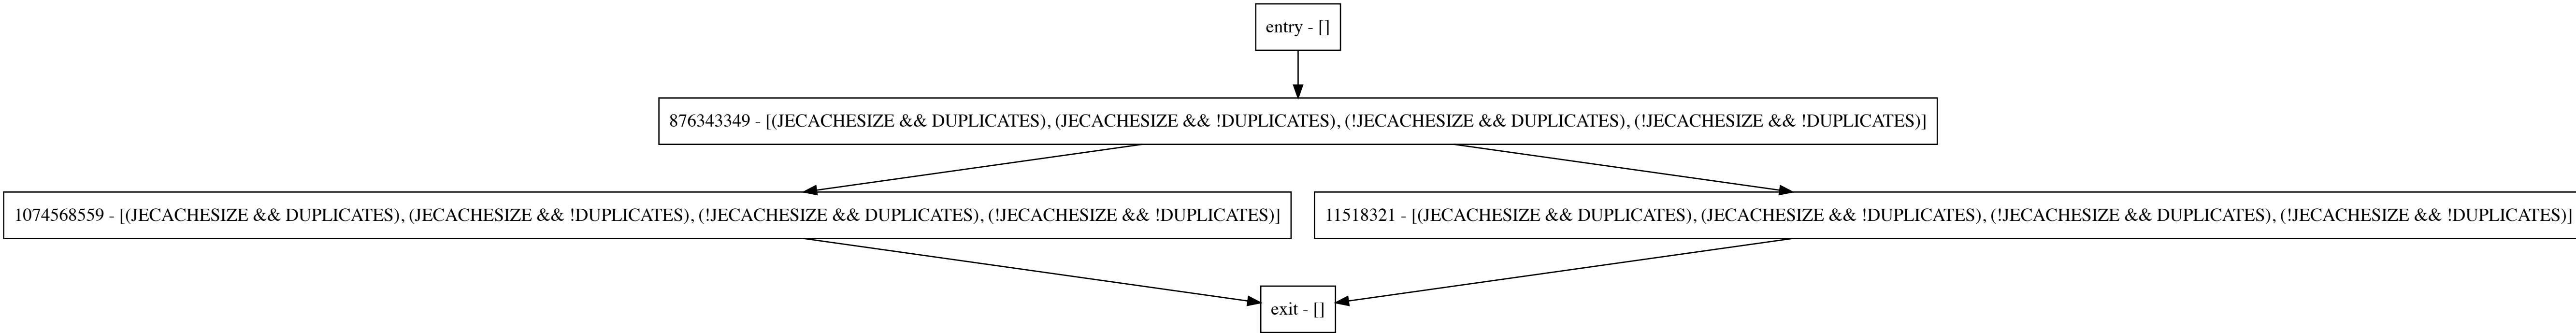 entry - []
876343349 - [(JECACHESIZE && DUPLICATES), (JECACHESIZE && !DUPLICATES), (!JECACHESIZE && DUPLICATES), (!JECACHESIZE && !DUPLICATES)]
1074568559 - [(JECACHESIZE && DUPLICATES), (JECACHESIZE && !DUPLICATES), (!JECACHESIZE && DUPLICATES), (!JECACHESIZE && !DUPLICATES)]
11518321 - [(JECACHESIZE && DUPLICATES), (JECACHESIZE && !DUPLICATES), (!JECACHESIZE && DUPLICATES), (!JECACHESIZE && !DUPLICATES)]
exit - []